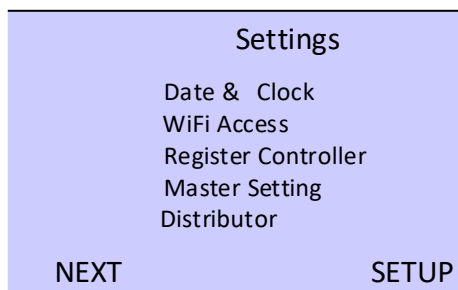 Settings
Date & Clock
WiFi Access
Register Controller
Master Setting
Distributor
NEXT SETUP